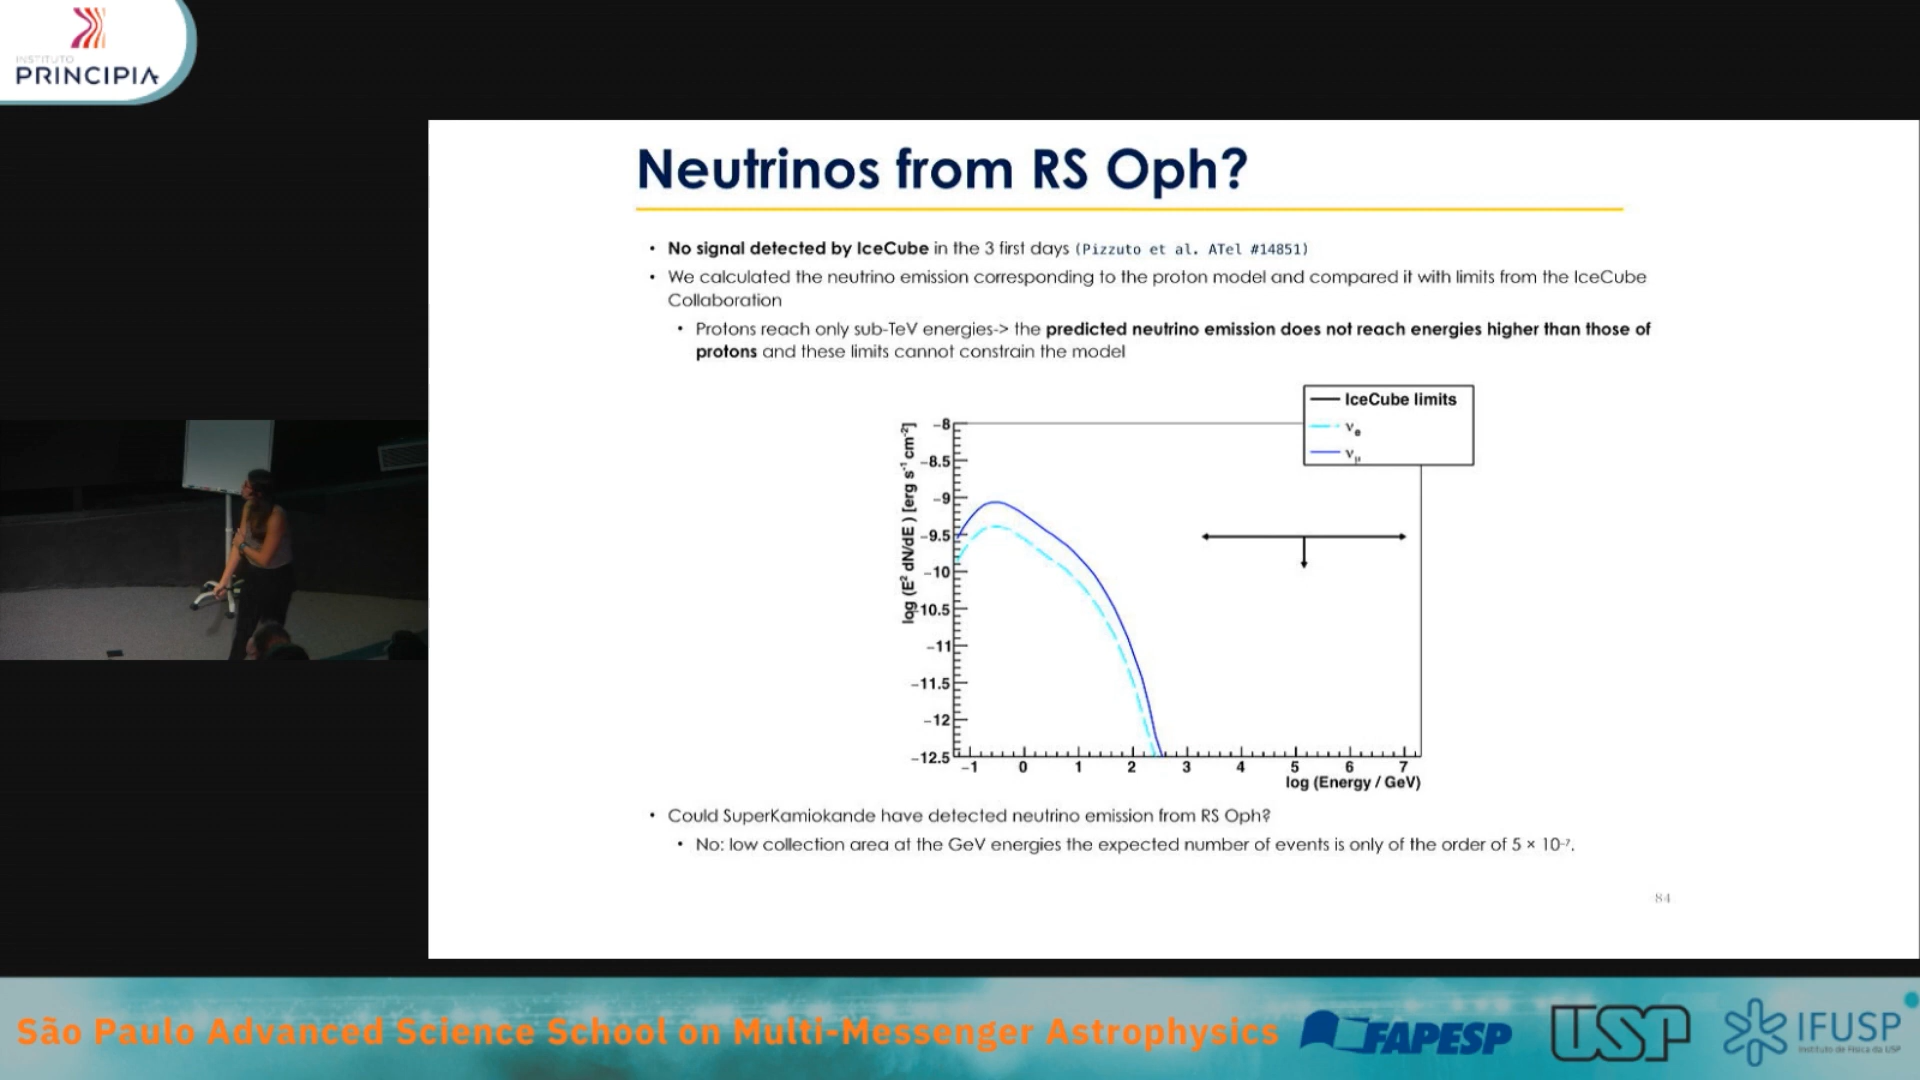 INSTITUTO
PRINCIPIA
Neutrinos from RS Oph?
• No signal detected by IceCube in the 3 first days (Pizzuto et al. ATel #14851)
• We calculated the neutrino emission corresponding to the proton model and compared it with limits from the IceCube
Collaboration
• Protons reach only sub-TeV energies-> the predicted neutrino emission does not reach energies higher than those of
protons and these limits cannot constrain the model
IceCube limits
νe
νμ
log (E² dN/dE ) [erg s⁻¹ cm⁻²]
−8
−8.5
−9
−9.5
−10
−10.5
−11
−11.5
−12
−12.5
−1 0 1 2 3 4 5 6 7
log (Energy / GeV)
• Could SuperKamiokande have detected neutrino emission from RS Oph?
• No: low collection area at the GeV energies the expected number of events is only of the order of 5 × 10⁻⁷.
84
São Paulo Advanced Science School on Multi-Messenger Astrophysics
FAPESP
USP
IFUSP
Instituto de Física da USP